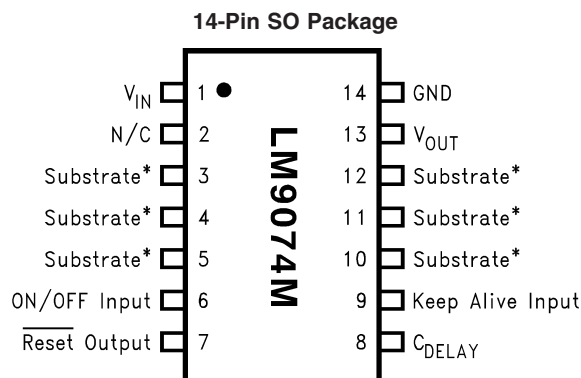 14-Pin SO Package
V_IN 1 14 GND
N/C 2 13 V_OUT
Substrate* 3 12 Substrate*
Substrate* 4 11 Substrate*
Substrate* 5 10 Substrate*
ON/OFF Input 6 9 Keep Alive Input
Reset Output 7 8 C_DELAY
LM9074M